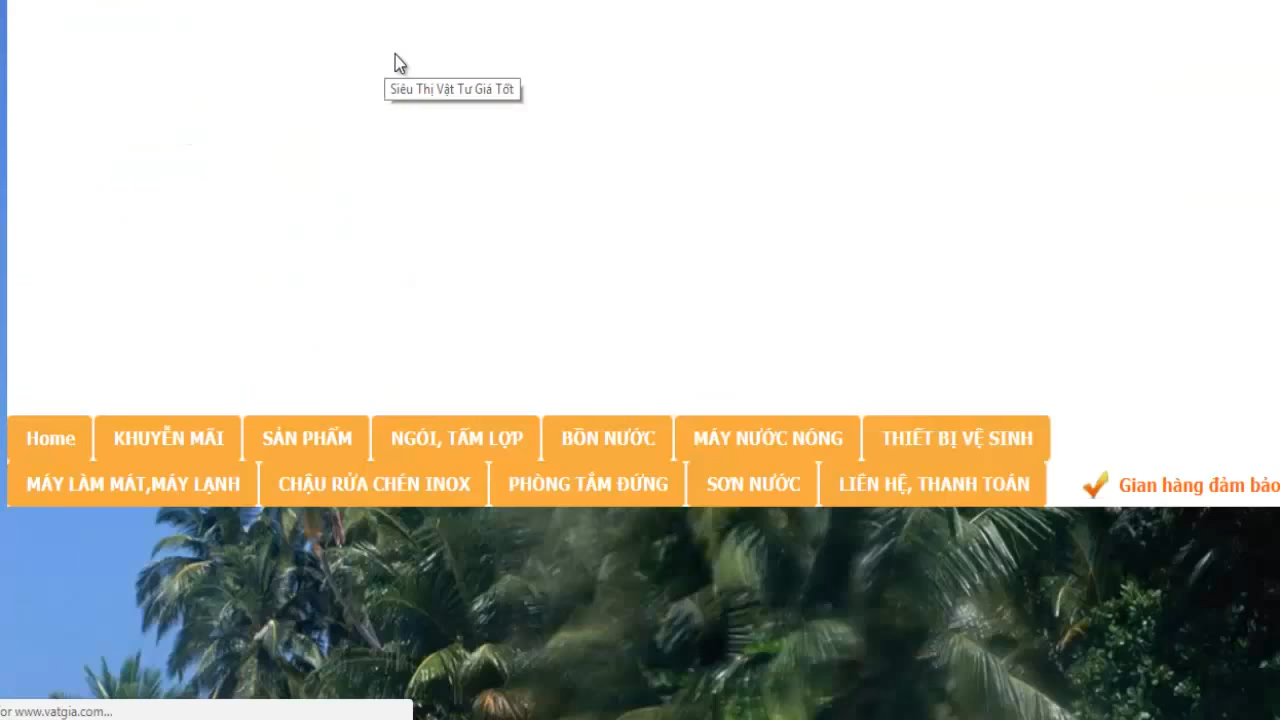 Siêu Thị Vật Tư Giá Tốt
Home KHUYẾN MÃI SẢN PHẨM NGÓI, TẤM LỢP BỒN NƯỚC MÁY NƯỚC NÓNG THIẾT BỊ VỆ SINH
MÁY LÀM MÁT,MÁY LẠNH CHẬU RỬA CHÉN INOX PHÒNG TẮM ĐỨNG SƠN NƯỚC LIÊN HỆ, THANH TOÁN Gian hàng đảm bảo
or www.vatgia.com...